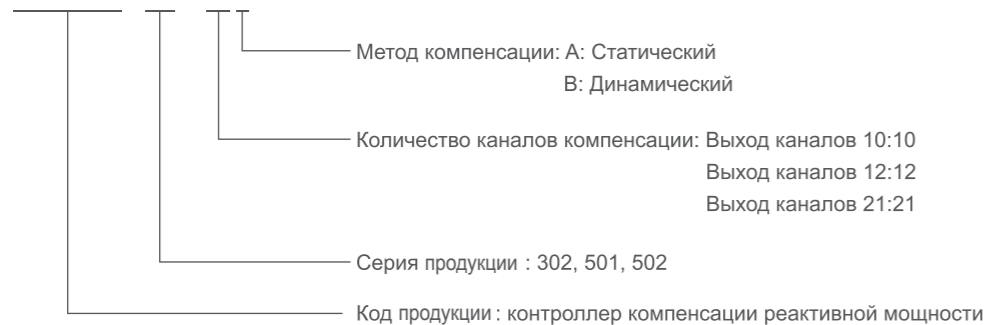 Метод компенсации: А: Статический
В: Динамический
Количество каналов компенсации: Выход каналов 10:10
Выход каналов 12:12
Выход каналов 21:21
Серия продукции : 302, 501, 502
Код продукции : контроллер компенсации реактивной мощности